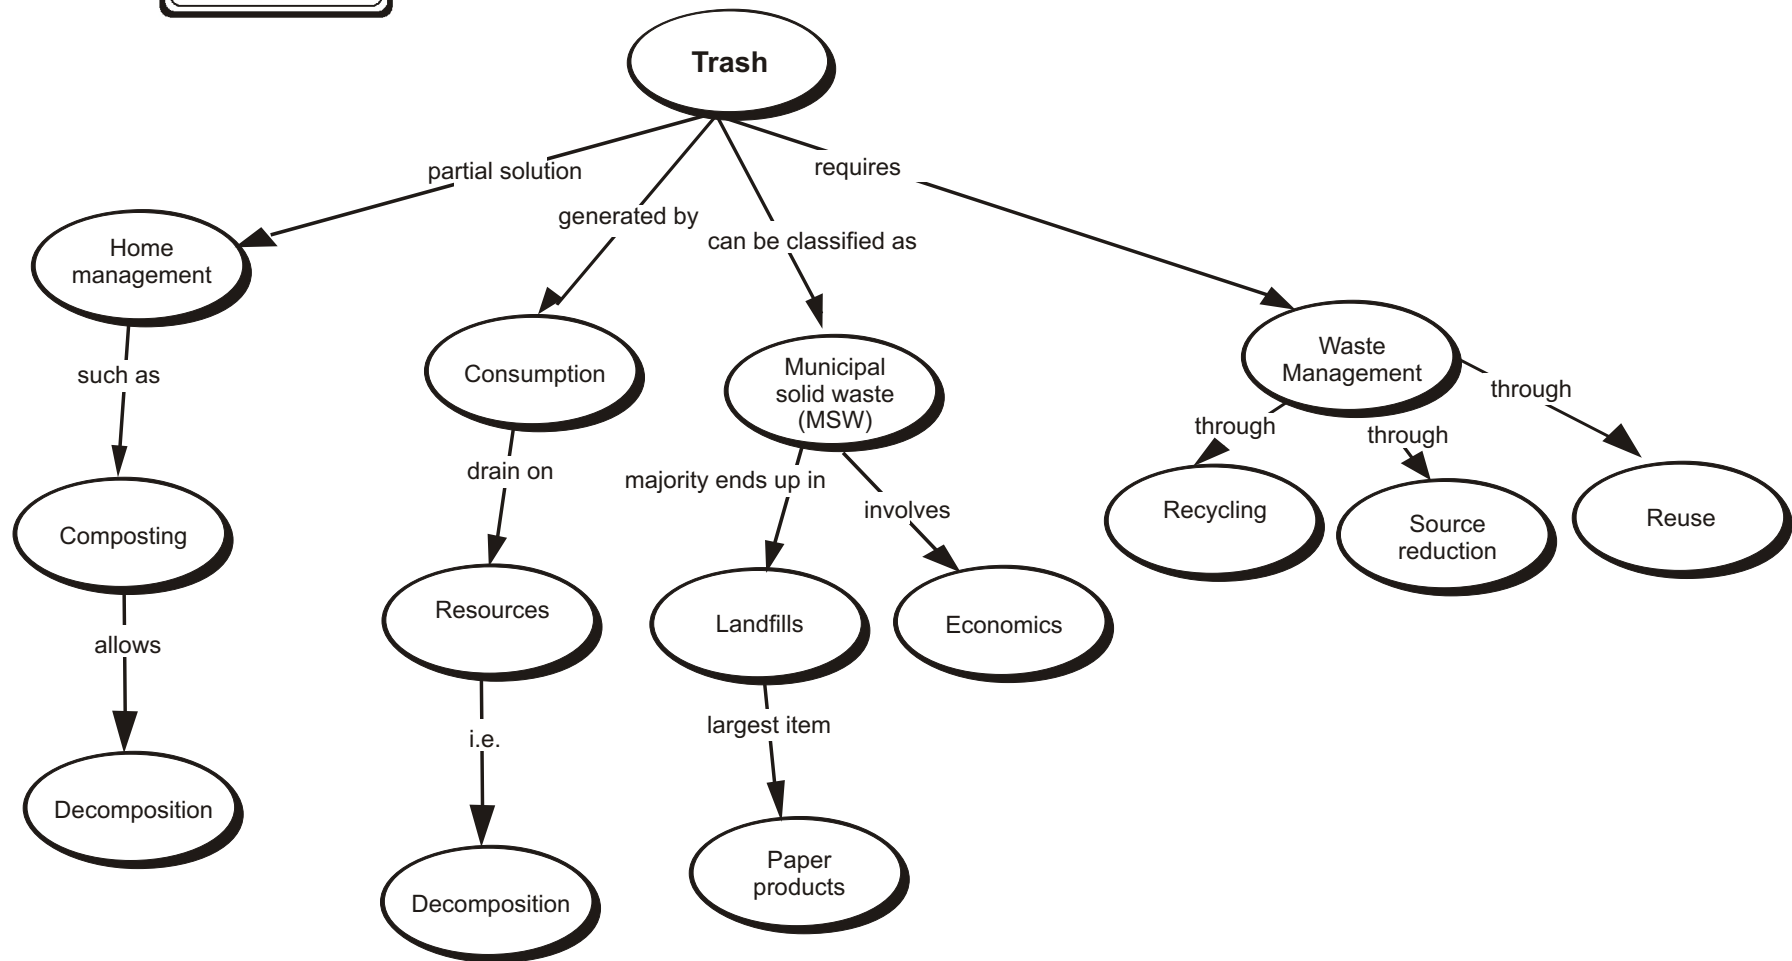 Trash
partial solution
requires
generated by
can be classified as
Home
management
Consumption
Municipal
solid waste
(MSW)
Waste
Management
such as
drain on
majority ends up in
involves
through
through
through
Composting
Resources
Landfills
Economics
Recycling
Source
reduction
Reuse
allows
i.e.
largest item
Decomposition
Decomposition
Paper
products